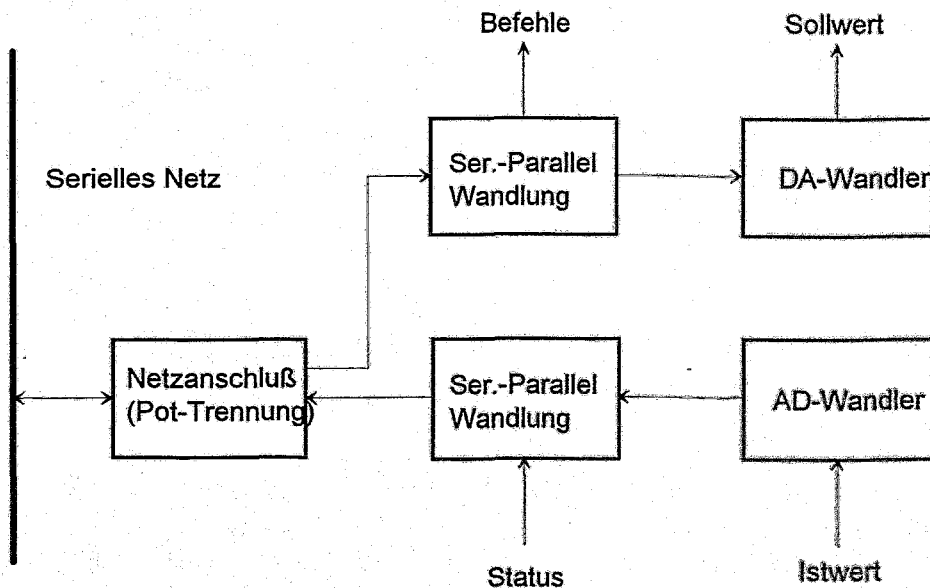 Befehle
Sollwert
Serielles Netz
Ser.-Parallel
Wandlung
DA-Wandler
Netzanschluß
(Pot-Trennung)
Ser.-Parallel
Wandlung
AD-Wandler
Status
Istwert